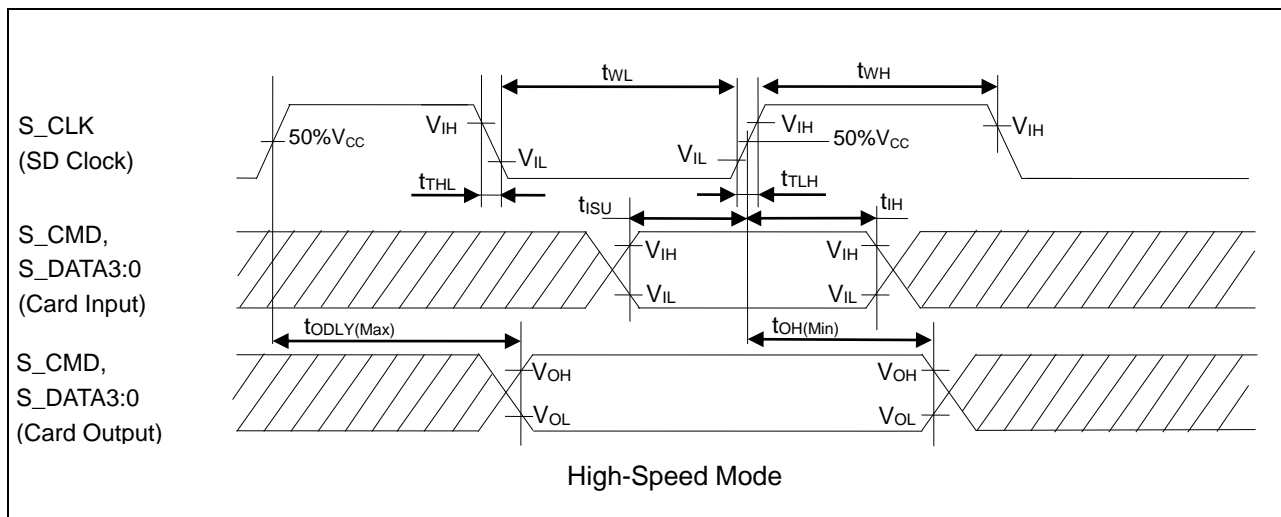 tWL tWH
S_CLK
(SD Clock)
50%VCC VIH VIL VIL VIH 50%VCC VIH
tTHL tTLH
tISU tIH
S_CMD,
S_DATA3:0
(Card Input)
VIH VIH
VIL VIL
tODLY(Max) tOH(Min)
S_CMD,
S_DATA3:0
(Card Output)
VOH VOH
VOL VOL
High-Speed Mode